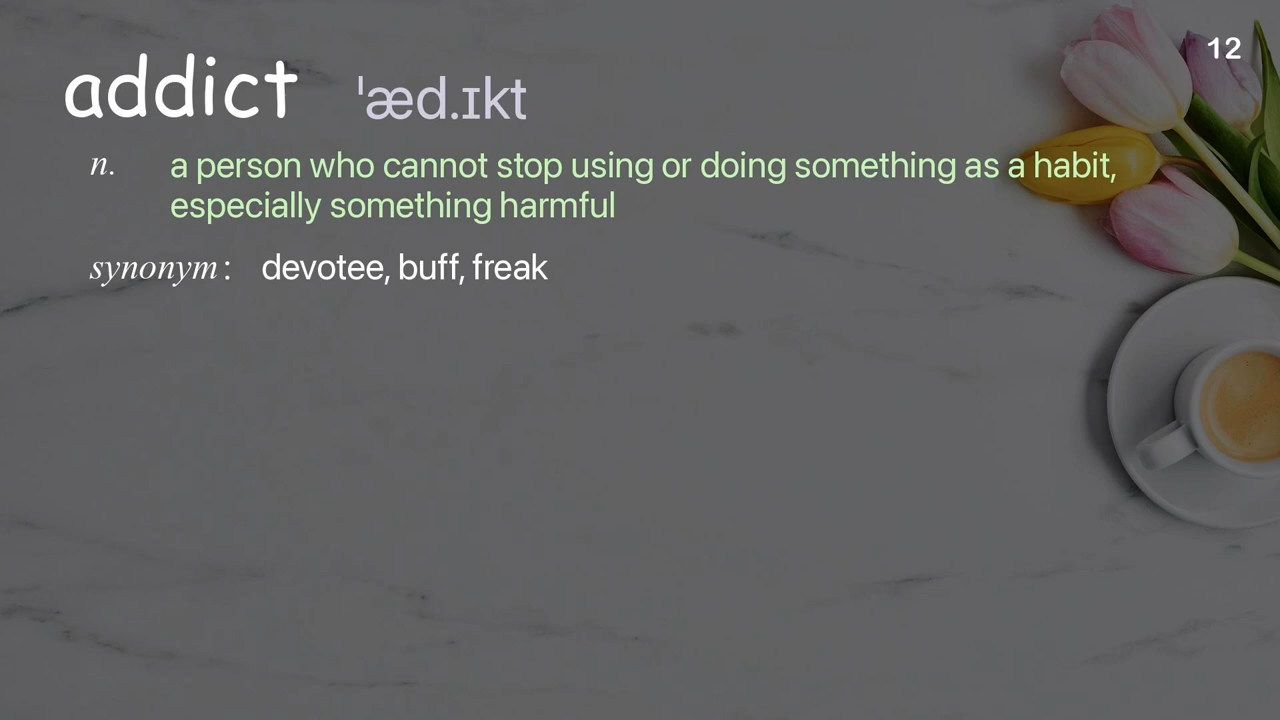 12
addict ˈæd.ɪkt
n. a person who cannot stop using or doing something as a habit,
especially something harmful
synonym: devotee, buff, freak